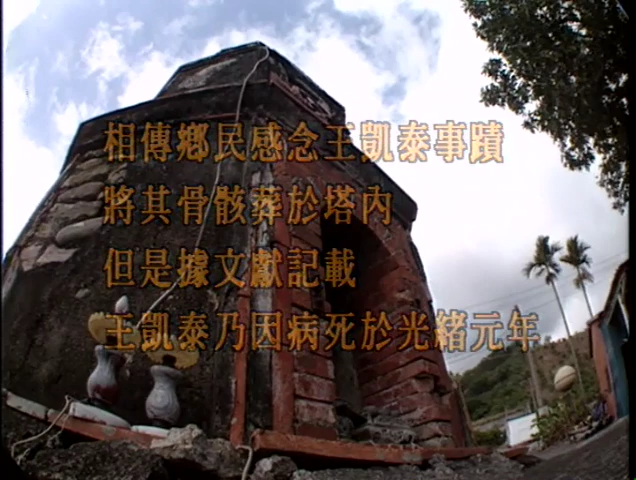 相傳鄉民感念王凱泰事蹟
將其骨骸葬於塔內
但是據文獻記載
王凱泰乃因病死於光緒元年